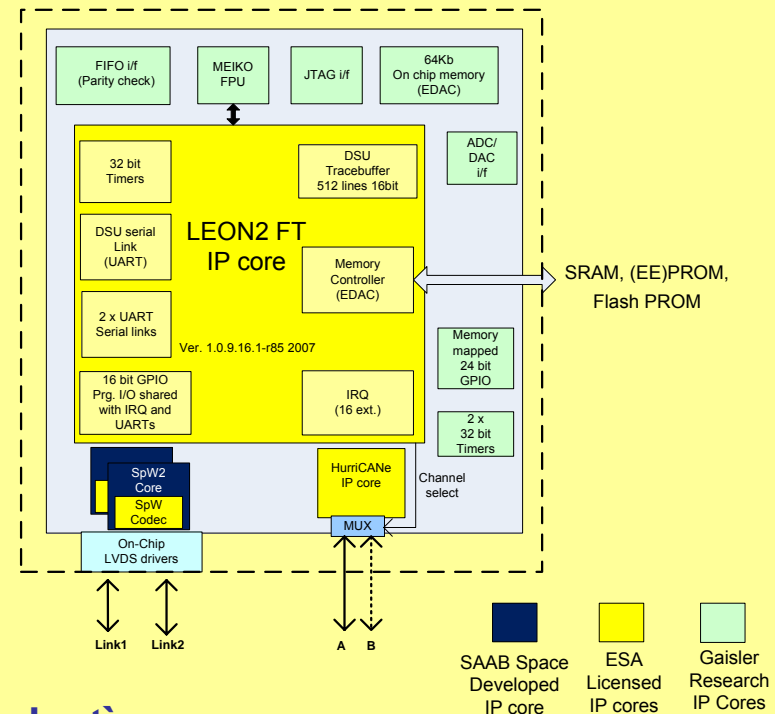 FIFO i/f
(Parity check)
MEIKO
FPU
JTAG i/f
64Kb
On chip memory
(EDAC)
ADC/
DAC
i/f
32 bit
Timers
DSU
Tracebuffer
512 lines 16bit
DSU serial
Link
(UART)
LEON2 FT
IP core
Memory
Controller
(EDAC)
SRAM, (EE)PROM,
Flash PROM
2 x UART
Serial links
Ver. 1.0.9.16.1-r85 2007
Memory
mapped
24 bit
GPIO
16 bit GPIO
Prg. I/O shared
with IRQ and
UARTs
IRQ
(16 ext.)
2 x
32 bit
Timers
SpW2
Core
SpW
Codec
HurriCANe
IP core
Channel
select
MUX
On-Chip
LVDS drivers
Link1
Link2
A
B
SAAB Space
Developed
IP core
ESA
Licensed
IP cores
Gaisler
Research
IP Cores